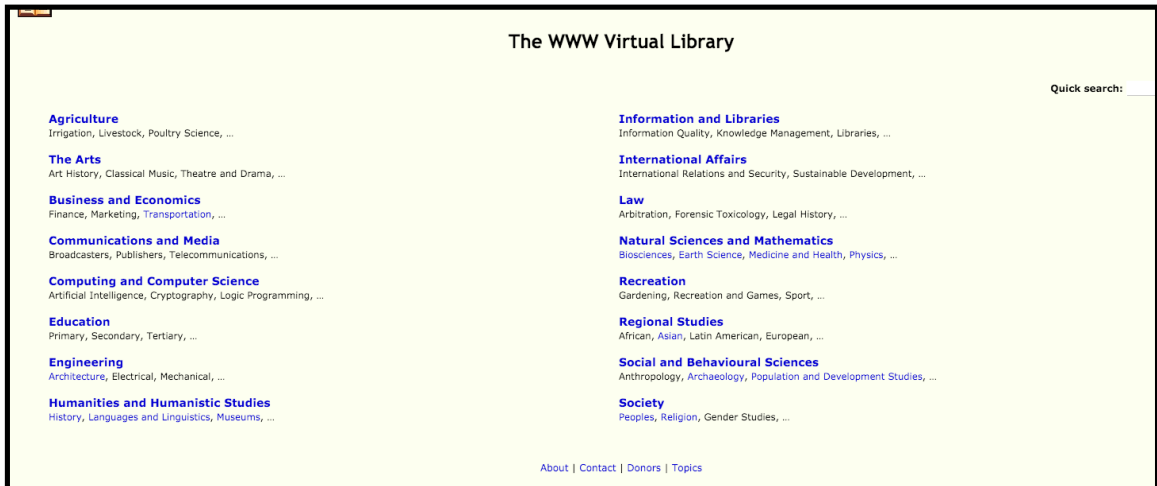 The WWW Virtual Library
Quick search:
Agriculture
Irrigation, Livestock, Poultry Science, ...
The Arts
Art History, Classical Music, Theatre and Drama, ...
Business and Economics
Finance, Marketing, Transportation, ...
Communications and Media
Broadcasters, Publishers, Telecommunications, ...
Computing and Computer Science
Artificial Intelligence, Cryptography, Logic Programming, ...
Education
Primary, Secondary, Tertiary, ...
Engineering
Architecture, Electrical, Mechanical, ...
Humanities and Humanistic Studies
History, Languages and Linguistics, Museums, ...
Information and Libraries
Information Quality, Knowledge Management, Libraries, ...
International Affairs
International Relations and Security, Sustainable Development, ...
Law
Arbitration, Forensic Toxicology, Legal History, ...
Natural Sciences and Mathematics
Biosciences, Earth Science, Medicine and Health, Physics, ...
Recreation
Gardening, Recreation and Games, Sport, ...
Regional Studies
African, Asian, Latin American, European, ...
Social and Behavioural Sciences
Anthropology, Archaeology, Population and Development Studies, ...
Society
Peoples, Religion, Gender Studies, ...
About | Contact | Donors | Topics